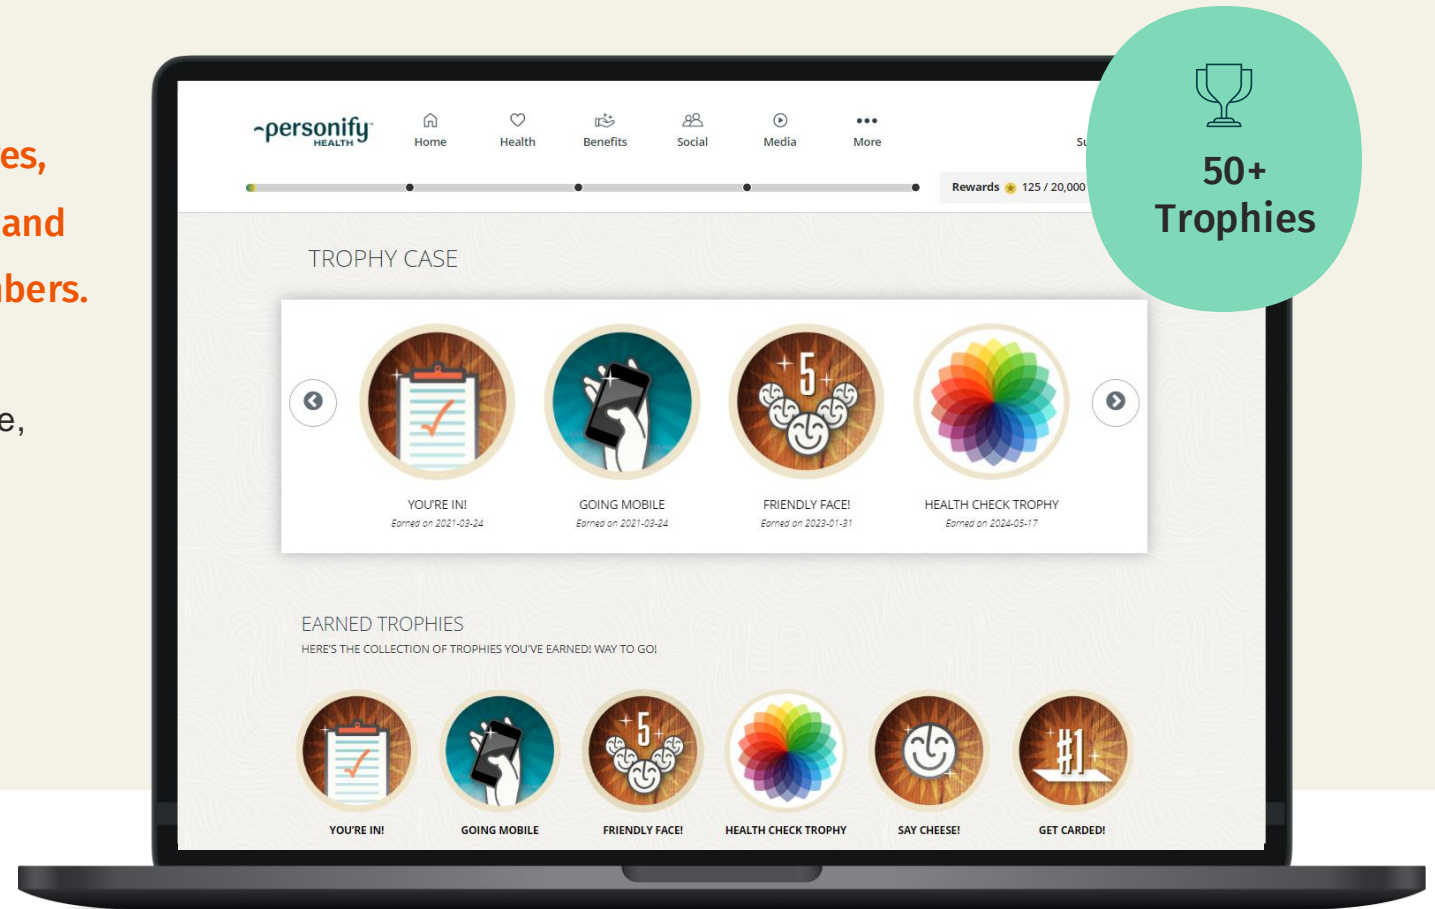 and
e,
personify
HEALTH
Home
Health
Benefits
Social
Media
More
Rewards 125 / 20,000
50+
Trophies
TROPHY CASE
5
YOU'RE IN!
Earned on 2021-03-24
GOING MOBILE
Earned on 2021-03-24
FRIENDLY FACE!
Earned on 2023-01-31
HEALTH CHECK TROPHY
Earned on 2024-05-17
EARNED TROPHIES
HERE'S THE COLLECTION OF TROPHIES YOU'VE EARNED! WAY TO GO!
5
#1
YOU'RE IN!
GOING MOBILE
FRIENDLY FACE!
HEALTH CHECK TROPHY
SAY CHEESE!
GET CARDED!